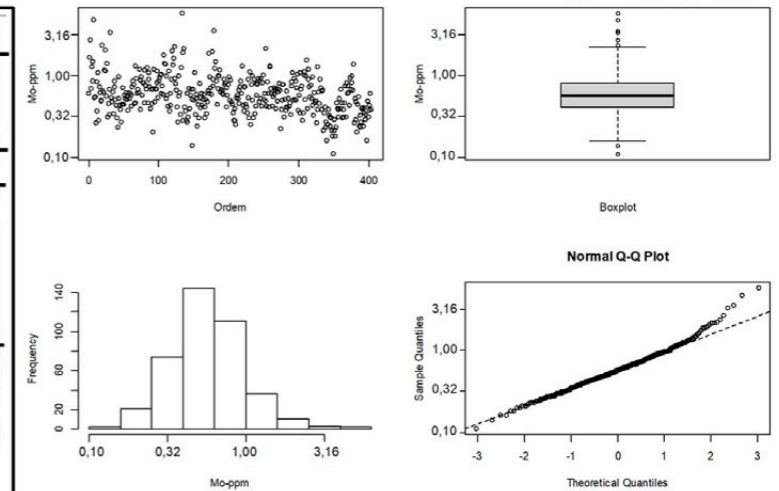 Mo-ppm
3,16
1,00
0,32
0,10
0 100 200 300 400
Ordem
Mo-ppm
3,16
1,00
0,32
0,10
Boxplot
Frequency
140
100
60
20
0
0,10 0,32 1,00 3,16
Mo-ppm
Normal Q-Q Plot
Sample Quantiles
3,16
1,00
0,32
0,10
-3 -2 -1 0 1 2 3
Theoretical Quantiles